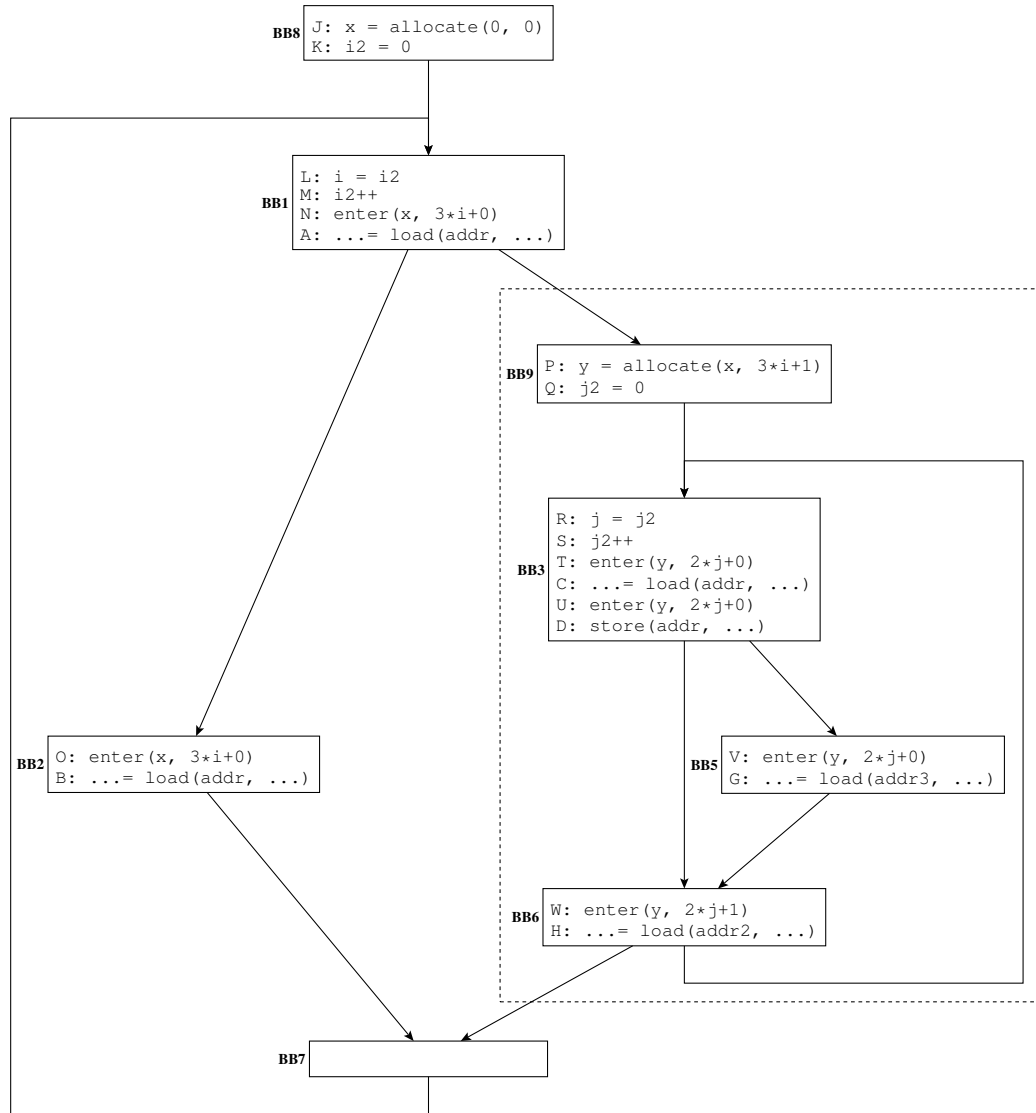 BB8
J: x = allocate(0, 0)
K: i2 = 0
BB1
L: i = i2
M: i2++
N: enter(x, 3*i+0)
A: ...= load(addr, ...)
BB9
P: y = allocate(x, 3*i+1)
Q: j2 = 0
BB3
R: j = j2
S: j2++
T: enter(y, 2*j+0)
C: ...= load(addr, ...)
U: enter(y, 2*j+0)
D: store(addr, ...)
BB2
O: enter(x, 3*i+0)
B: ...= load(addr, ...)
BB5
V: enter(y, 2*j+0)
G: ...= load(addr3, ...)
BB6
W: enter(y, 2*j+1)
H: ...= load(addr2, ...)
BB7